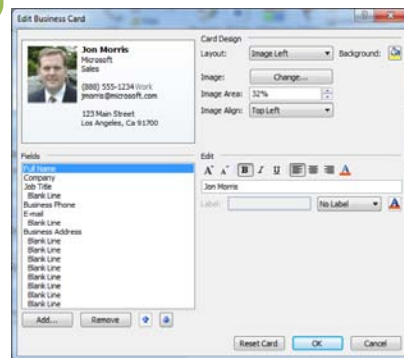 Edit Business Card
Jon Morris
Microsoft
Sales
(888) 555-1234 Work
jmorris@microsoft.com
123 Main Street
Los Angeles, Ca 91700
Card Design
Layout: Image Left Background:
Image: Change...
Image Area: 32%
Image Align: Top Left
Fields
Full Name
Company
Job Title
Blank Line
Business Phone
E-mail
Blank Line
Business Address
Blank Line
Blank Line
Blank Line
Blank Line
Blank Line
Blank Line
Blank Line
Blank Line
Add... Remove
Edit
A A B I U A
Jon Morris
Label: No Label A
Reset Card OK Cancel